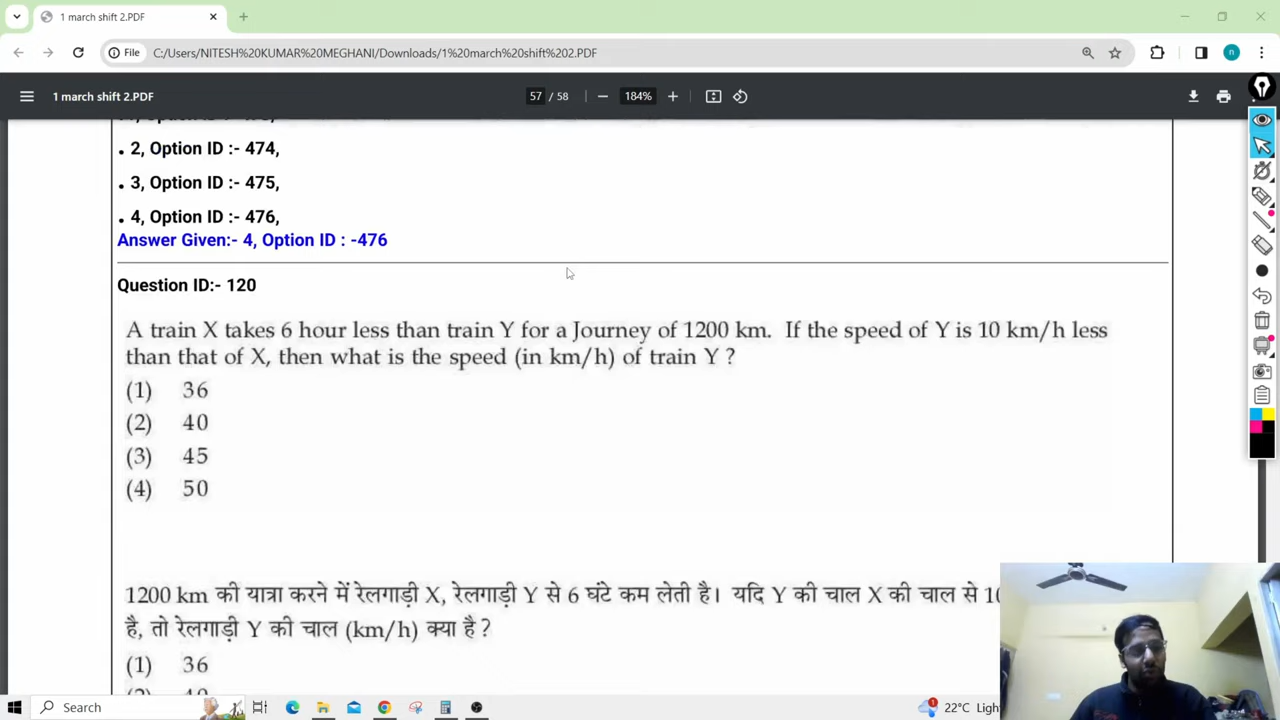 1 march shift 2.PDF
File
C:/Users/NITESH%20KUMAR%20MEGHANI/Downloads/1%20march%20shift%202.PDF
n
1 march shift 2.PDF
57 / 58
184%
. 2, Option ID :- 474,
. 3, Option ID :- 475,
. 4, Option ID :- 476,
Answer Given:- 4, Option ID : -476
Question ID:- 120
A train X takes 6 hour less than train Y for a Journey of 1200 km. If the speed of Y is 10 km/h less
than that of X, then what is the speed (in km/h) of train Y ?
(1) 36
(2) 40
(3) 45
(4) 50
1200 km की यात्रा करने में रेलगाड़ी X, रेलगाड़ी Y से 6 घंटे कम लेती है। यदि Y की चाल X की चाल से 10
है, तो रेलगाड़ी Y की चाल (km/h) क्या है ?
(1) 36
Search
1
22°C